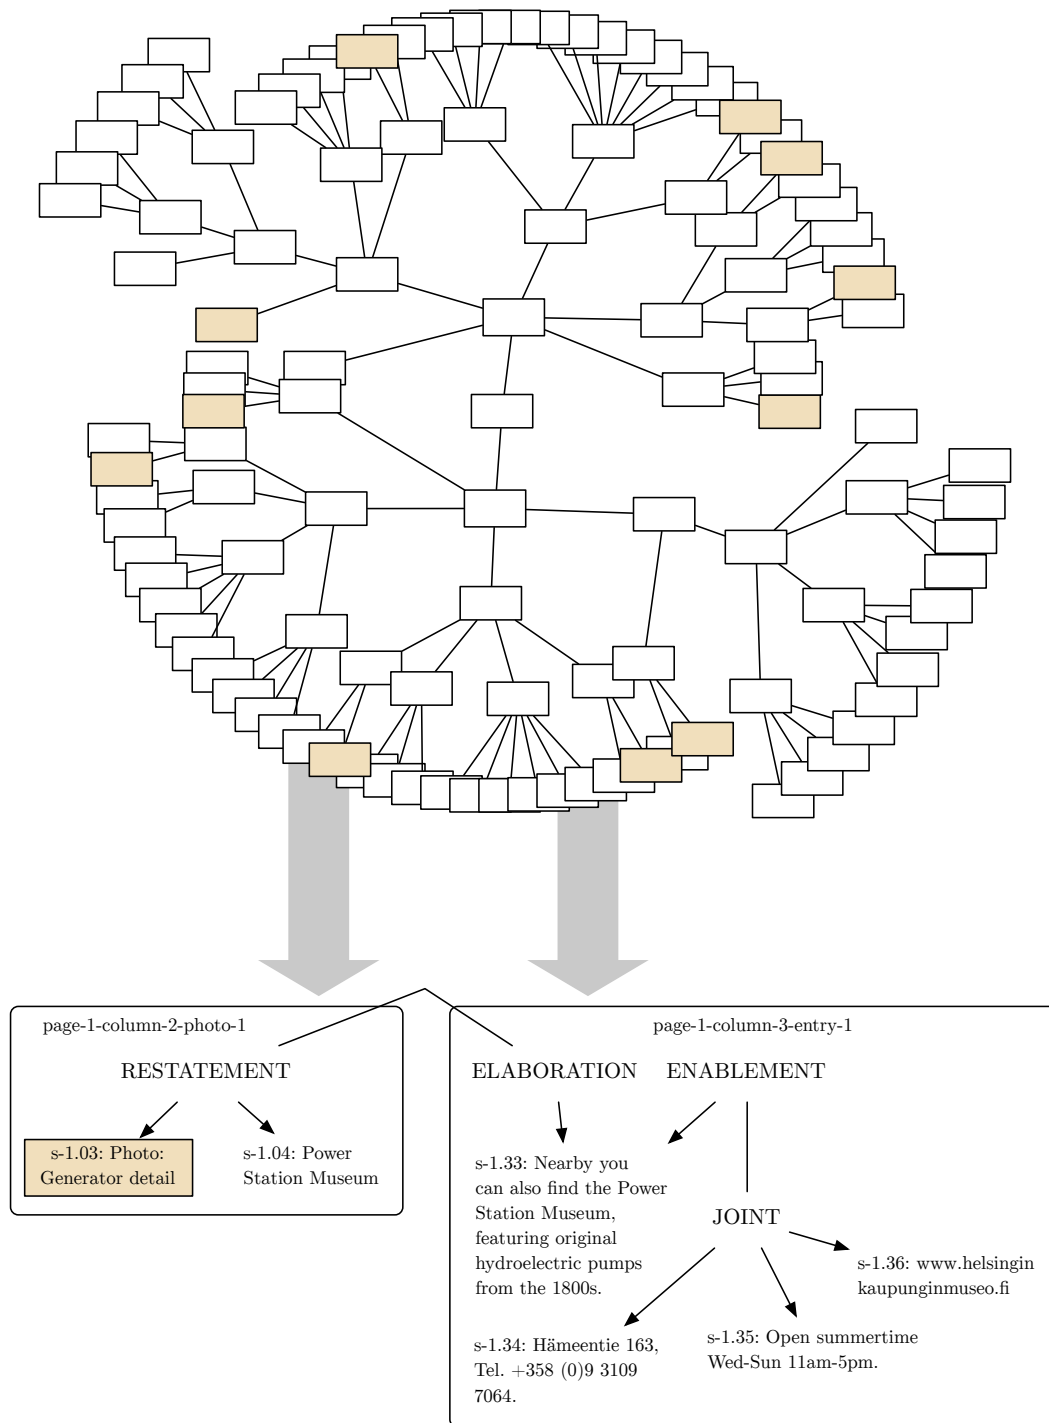 page-1-column-2-photo-1
RESTATEMENT
s-1.03: Photo:
Generator detail
s-1.04: Power
Station Museum
page-1-column-3-entry-1
ELABORATION
ENABLEMENT
s-1.33: Nearby you
can also find the Power
Station Museum,
featuring original
hydroelectric pumps
from the 1800s.
JOINT
s-1.34: Hämeentie 163,
Tel. +358 (0)9 3109
7064.
s-1.35: Open summertime
Wed-Sun 11am-5pm.
s-1.36: www.helsingin
kaupunginmuseo.fi